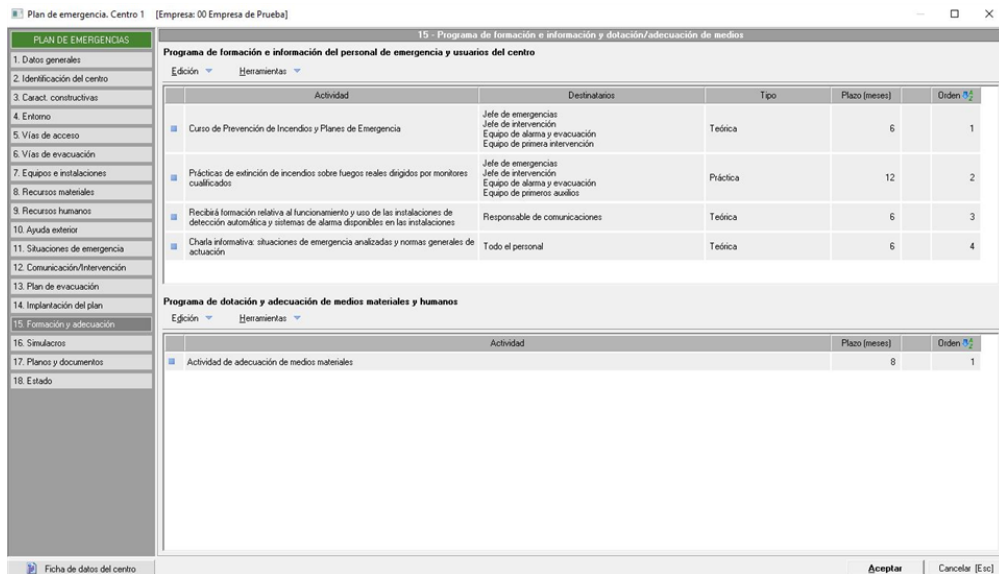 Plan de emergencia. Centro 1 [Empresa: 00 Empresa de Prueba]
PLAN DE EMERGENCIAS
1. Datos generales
2. Identificación del centro
3. Caract. constructivas
4. Entorno
5. Vías de acceso
6. Vías de evacuación
7. Equipos e instalaciones
8. Recursos materiales
9. Recursos humanos
10. Ayuda exterior
11. Situaciones de emergencia
12. Comunicación/Intervención
13. Plan de evacuación
14. Implantación del plan
15. Formación y adecuación
16. Simulacros
17. Planos y documentos
18. Estado
Ficha de datos del centro
15 - Programa de formación e información y dotación/adecuación de medios
Programa de formación e información del personal de emergencia y usuarios del centro
Edición Herramientas
Actividad Destinatarios Tipo Plazo (meses) Orden
Curso de Prevención de Incendios y Planes de Emergencia
Jefe de emergencias
Jefe de intervención
Equipo de alarma y evacuación
Equipo de primera intervención
Teórica 6 1
Prácticas de extinción de incendios sobre fuegos reales dirigidos por monitores
cualificados
Jefe de emergencias
Jefe de intervención
Equipo de alarma y evacuación
Equipo de primeros auxilios
Práctica 12 2
Recibirá formación relativa al funcionamiento y uso de las instalaciones de
detección automática y sistemas de alarma disponibles en las instalaciones
Responsable de comunicaciones
Teórica 6 3
Charla informativa: situaciones de emergencia analizadas y normas generales de
actuación
Todo el personal
Teórica 6 4
Programa de dotación y adecuación de medios materiales y humanos
Edición Herramientas
Actividad Plazo (meses) Orden
Actividad de adecuación de medios materiales 8 1
Aceptar Cancelar [Esc]